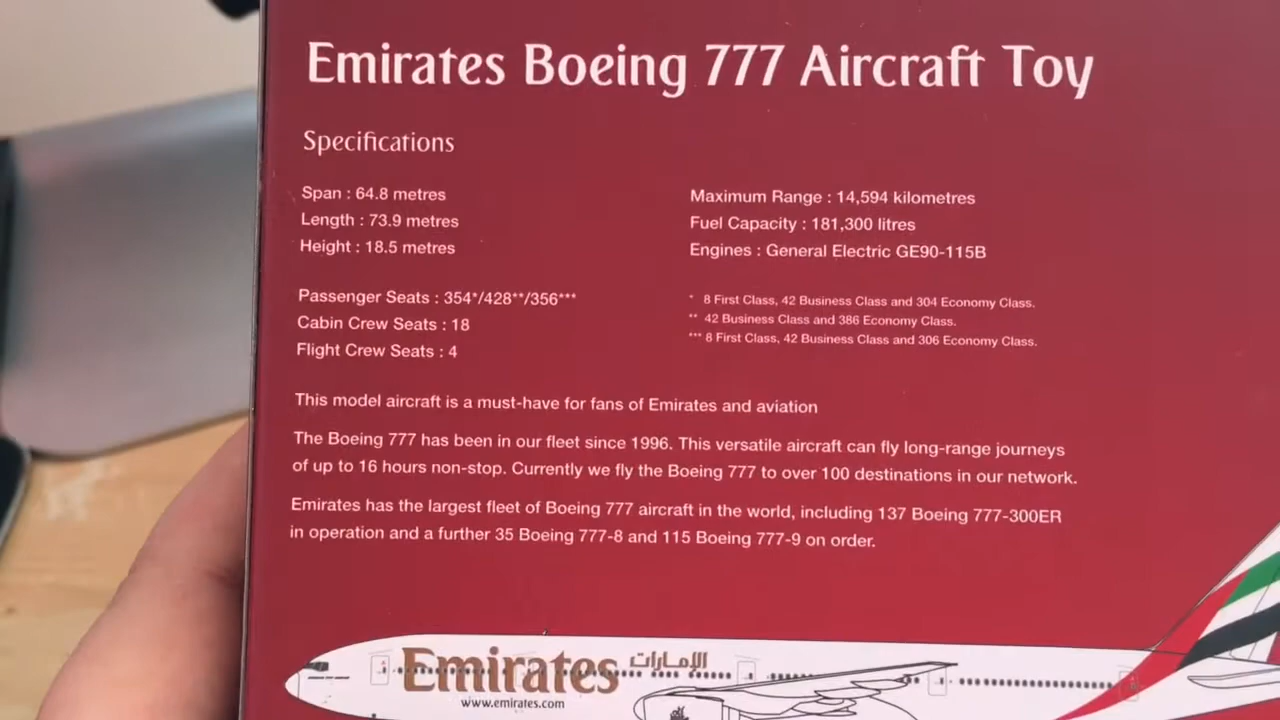 Emirates Boeing 777 Aircraft Toy
Specifications
Span : 64.8 metres
Length : 73.9 metres
Height : 18.5 metres
Maximum Range : 14,594 kilometres
Fuel Capacity : 181,300 litres
Engines : General Electric GE90-115B
Passenger Seats : 354*/428**/356***
Cabin Crew Seats : 18
Flight Crew Seats : 4
* 8 First Class, 42 Business Class and 304 Economy Class.
** 42 Business Class and 386 Economy Class.
*** 8 First Class, 42 Business Class and 306 Economy Class.
This model aircraft is a must-have for fans of Emirates and aviation
The Boeing 777 has been in our fleet since 1996. This versatile aircraft can fly long-range journeys
of up to 16 hours non-stop. Currently we fly the Boeing 777 to over 100 destinations in our network.
Emirates has the largest fleet of Boeing 777 aircraft in the world, including 137 Boeing 777-300ER
in operation and a further 35 Boeing 777-8 and 115 Boeing 777-9 on order.
Emirates الإمارات
www.emirates.com